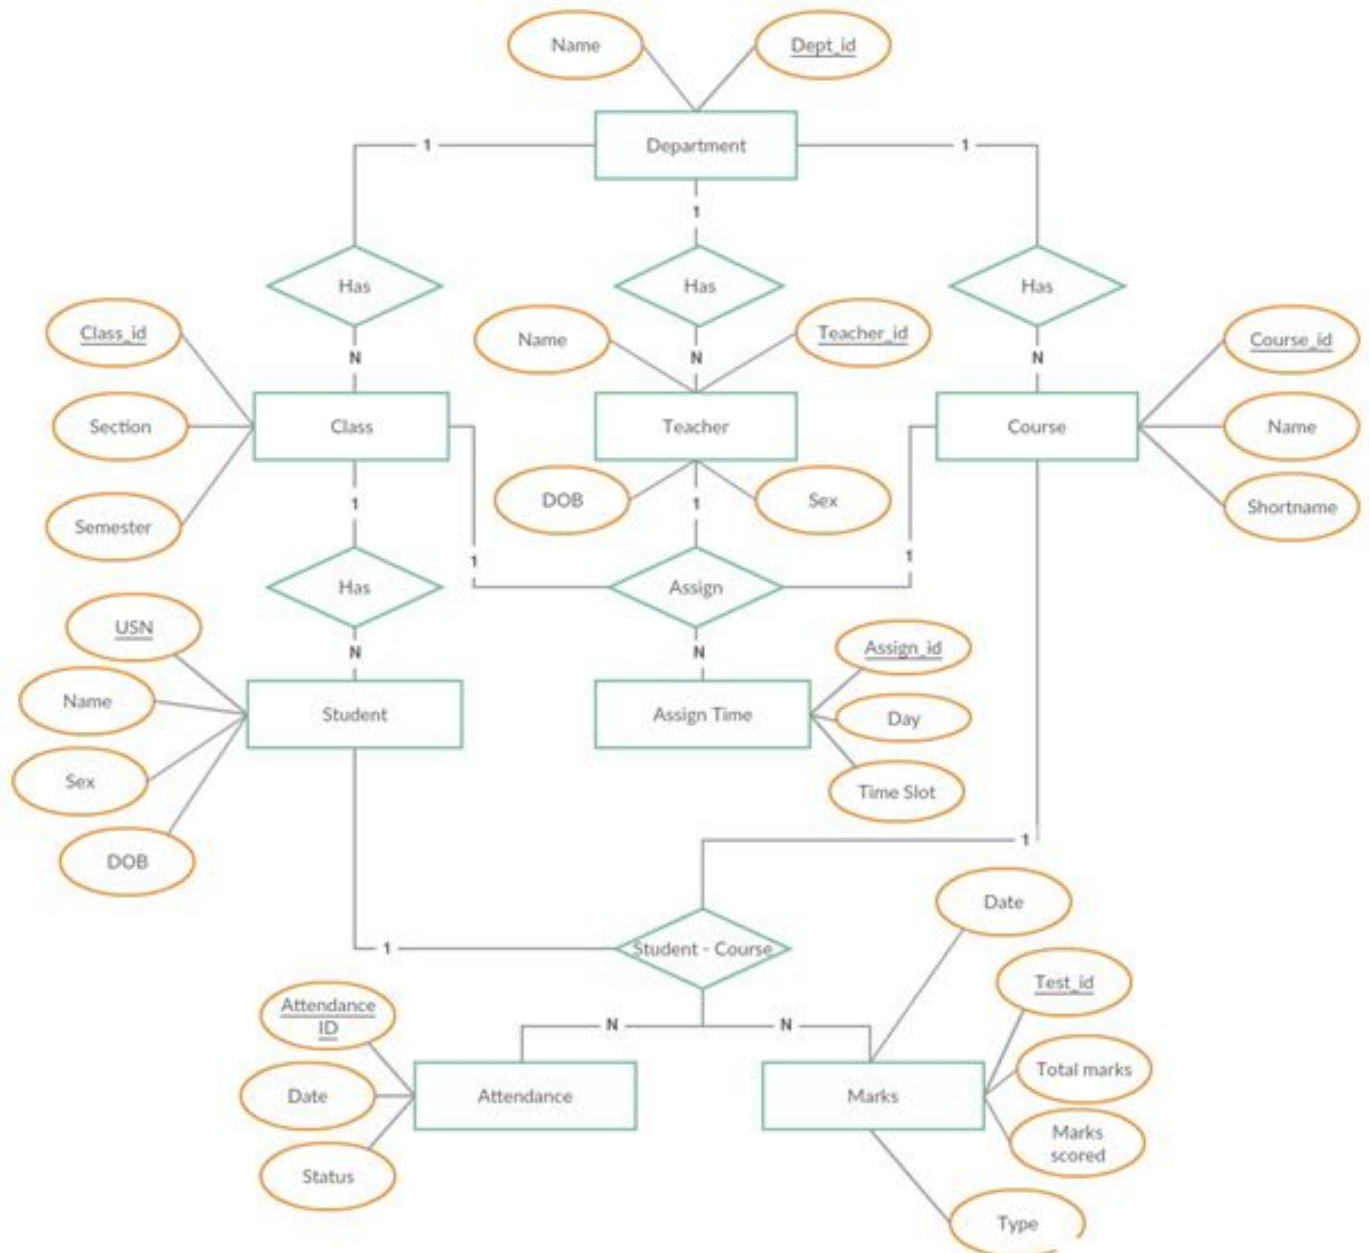 Name
Dept_id
Department
1
1
1
Has
Has
Has
Class_id
Name
Teacher_id
Course_id
N
N
N
Section
Class
Teacher
Course
Name
Semester
DOB
Sex
Shortname
1
1
1
1
Has
Assign
USN
Assign_id
N
N
Name
Student
Assign Time
Day
Sex
Time Slot
DOB
1
Date
1
Student - Course
Attendance
ID
Test_id
N
N
Date
Attendance
Marks
Total marks
Marks
scored
Status
Type